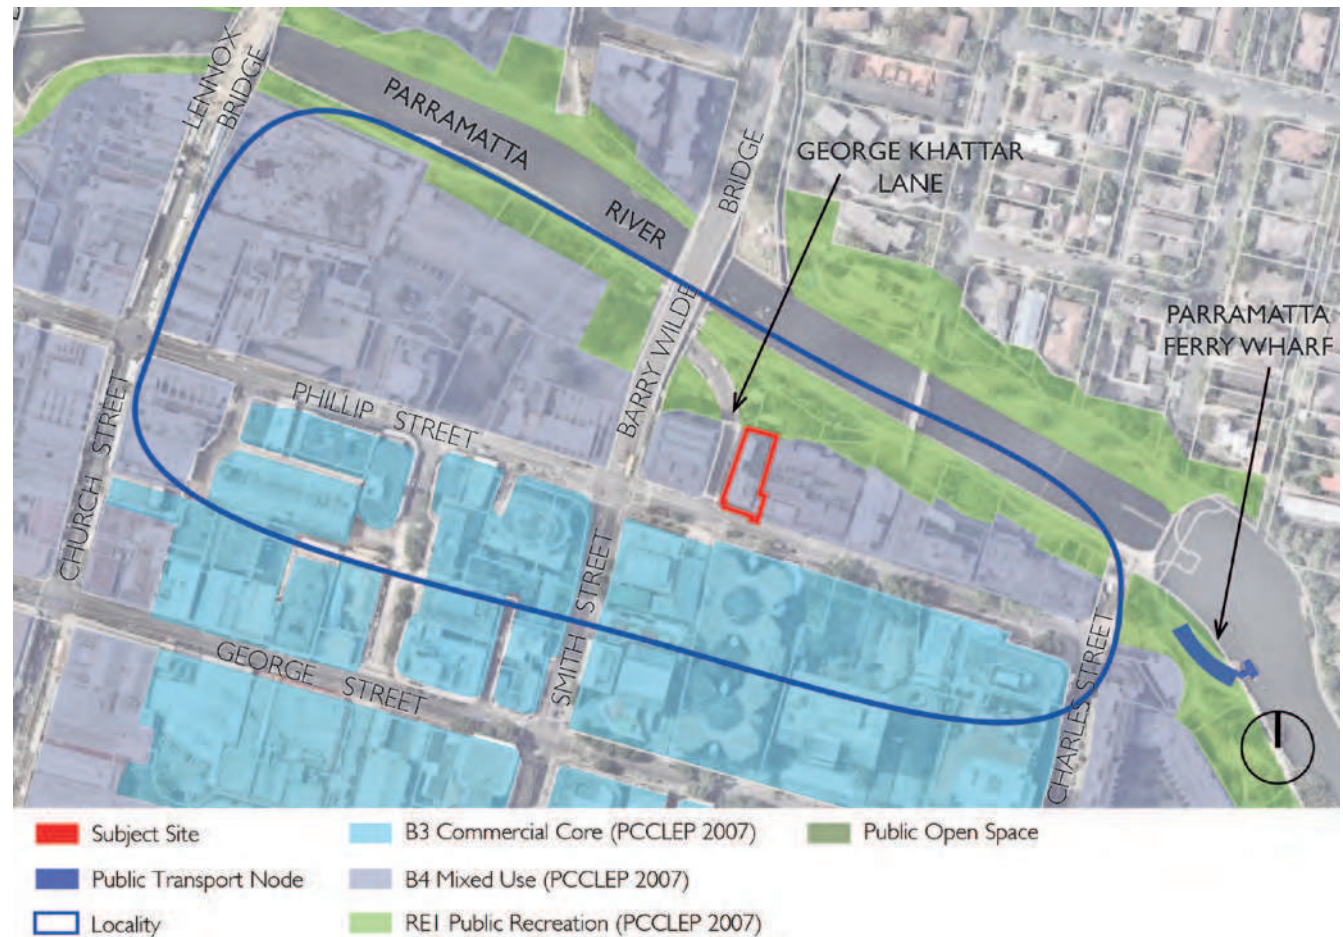 LENNOX
BRIDGE
PARRAMATTA
RIVER
BARRY WILDE
BRIDGE
GEORGE KHATTAR
LANE
PARRAMATTA
FERRY WHARF
CHURCH STREET
PHILLIP STREET
SMITH STREET
GEORGE STREET
CHARLES STREET
Subject Site
B3 Commercial Core (PCCLEP 2007)
Public Open Space
Public Transport Node
B4 Mixed Use (PCCLEP 2007)
Locality
RE1 Public Recreation (PCCLEP 2007)